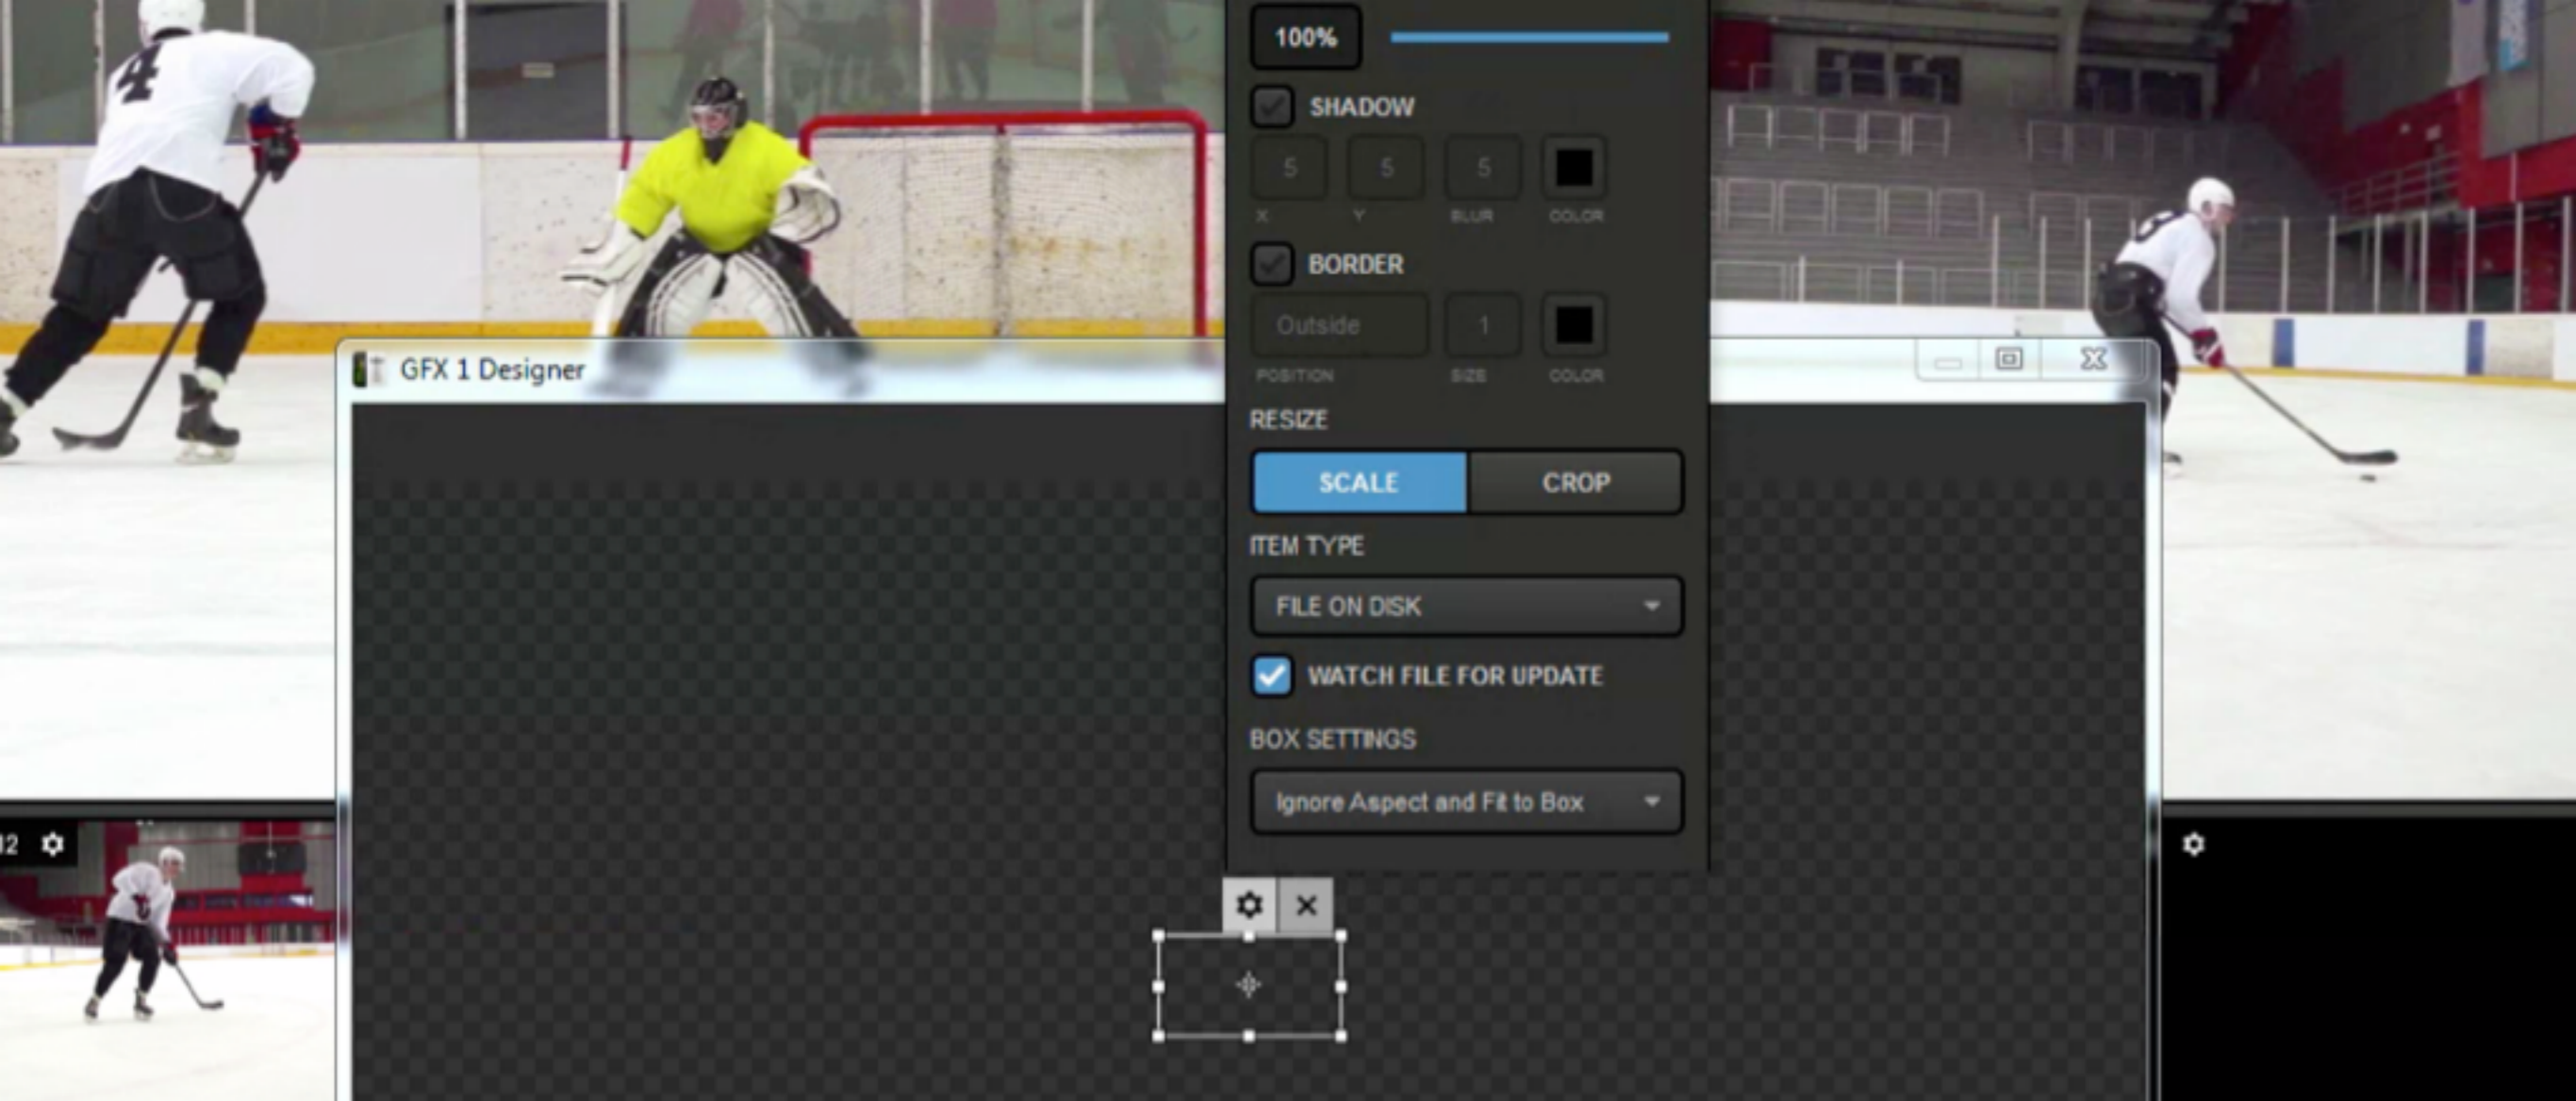 4
100%
SHADOW
5 5 5
X Y BLUR COLOR
BORDER
Outside 1
POSITION SIZE COLOR
GFX 1 Designer
RESIZE
SCALE CROP
ITEM TYPE
FILE ON DISK
WATCH FILE FOR UPDATE
BOX SETTINGS
Ignore Aspect and Fit to Box
12